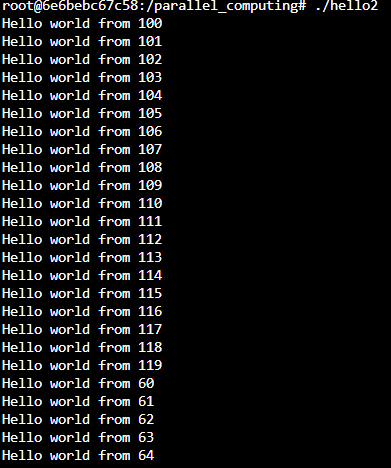 root@6e6bebc67c58:/parallel_computing# ./hello2
Hello world from 100
Hello world from 101
Hello world from 102
Hello world from 103
Hello world from 104
Hello world from 105
Hello world from 106
Hello world from 107
Hello world from 108
Hello world from 109
Hello world from 110
Hello world from 111
Hello world from 112
Hello world from 113
Hello world from 114
Hello world from 115
Hello world from 116
Hello world from 117
Hello world from 118
Hello world from 119
Hello world from 60
Hello world from 61
Hello world from 62
Hello world from 63
Hello world from 64